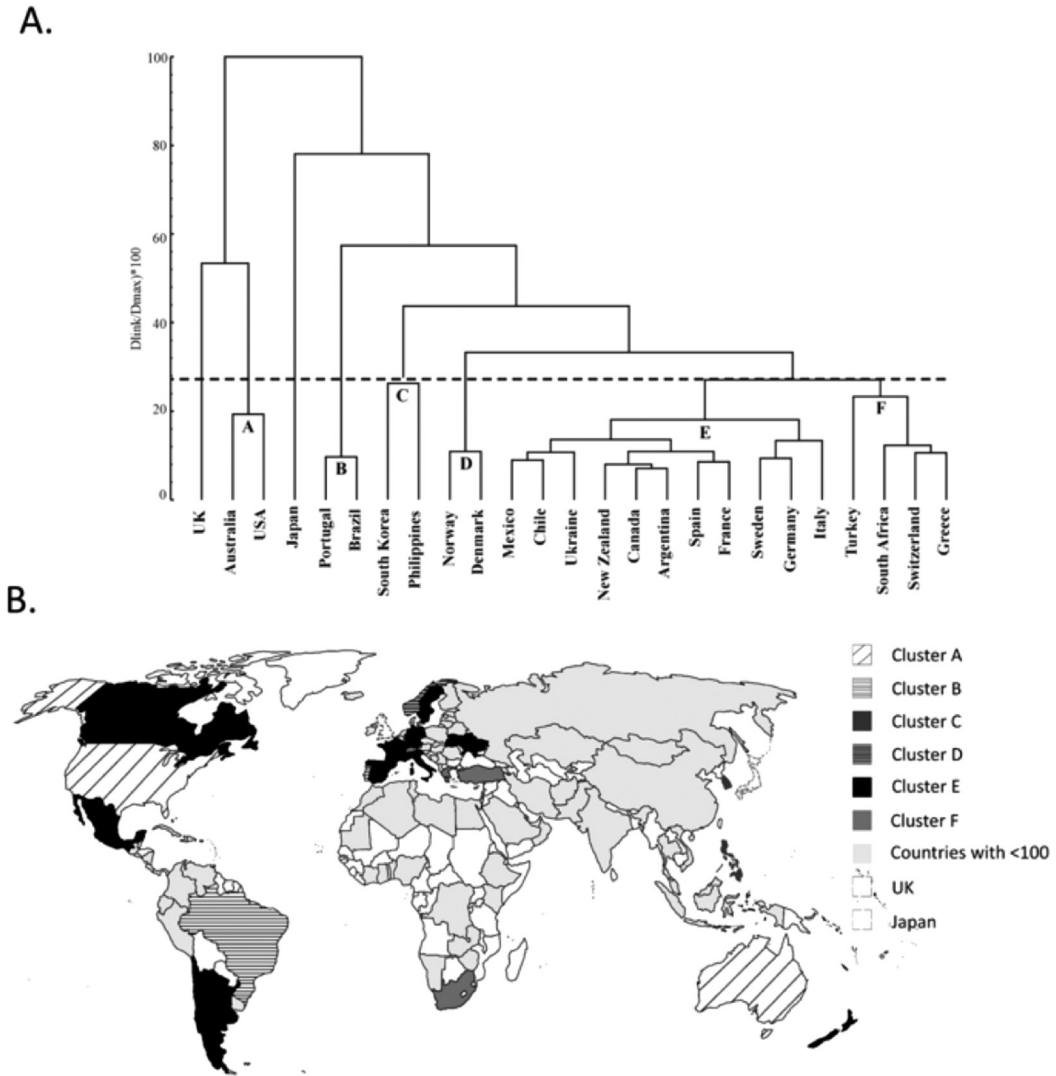 A.
100
80
60
40
20
0
Dlink/Dmax)*100
A
B
C
D
E
F
UK
Australia
USA
Japan
Portugal
Brazil
South Korea
Philippines
Norway
Denmark
Mexico
Chile
Ukraine
New Zealand
Canada
Argentina
Spain
France
Sweden
Germany
Italy
Turkey
South Africa
Switzerland
Greece
B.
Cluster A
Cluster B
Cluster C
Cluster D
Cluster E
Cluster F
Countries with <100
UK
Japan